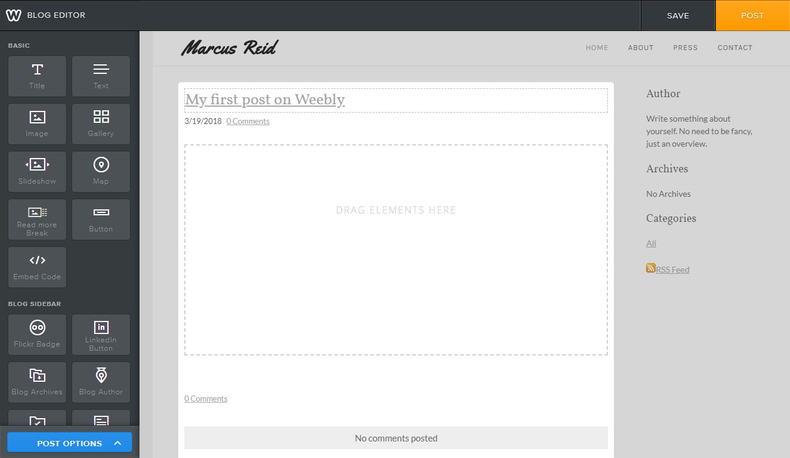 BLOG EDITOR
SAVE
POST
BASIC
Title
Text
Image
Gallery
Slideshow
Map
Read more
Break
Button
Embed Code
BLOG SIDEBAR
Flickr Badge
LinkedIn
Button
Blog Archives
Blog Author
POST OPTIONS
Marcus Reid
HOME
ABOUT
PRESS
CONTACT
My first post on Weebly
3/19/2018 0 Comments
DRAG ELEMENTS HERE
0 Comments
No comments posted
Author
Write something about
yourself. No need to be fancy,
just an overview.
Archives
No Archives
Categories
All
RSS Feed